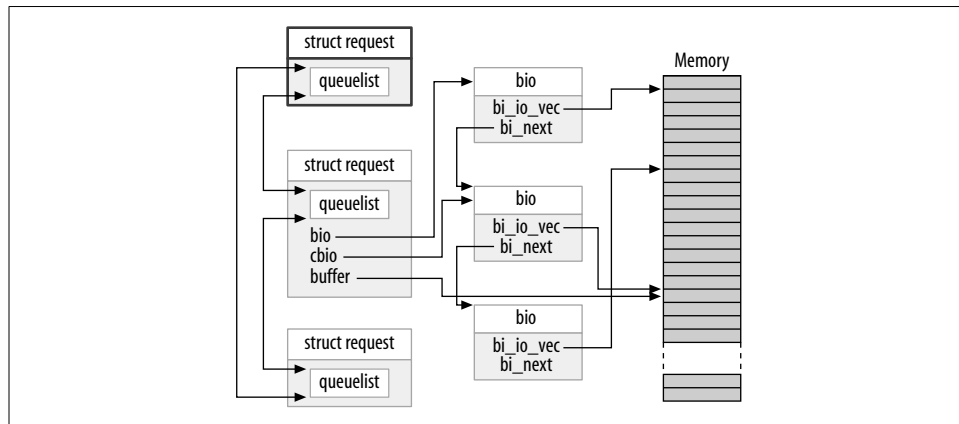 struct request
queuelist
struct request
queuelist
bio
cbio
buffer
struct request
queuelist
bio
bi_io_vec
bi_next
bio
bi_io_vec
bi_next
bio
bi_io_vec
bi_next
Memory